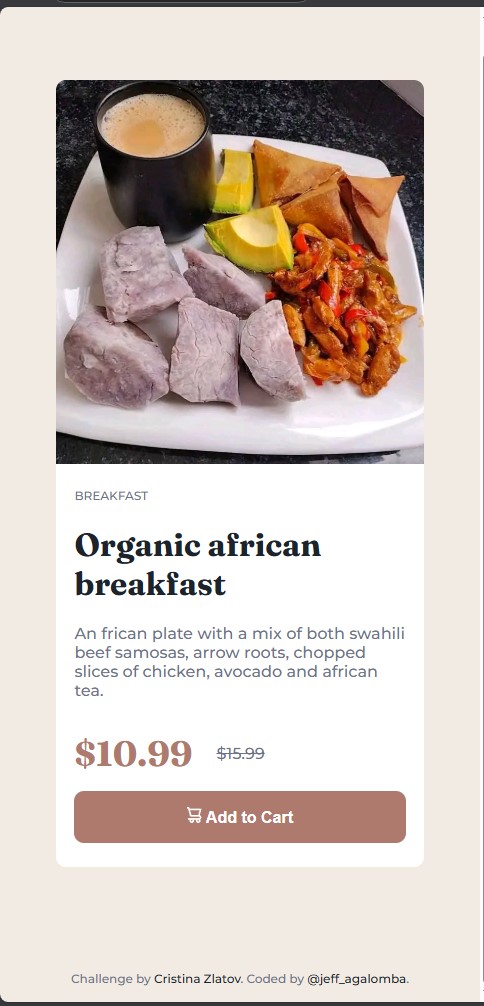 BREAKFAST
Organic african
breakfast
An frican plate with a mix of both swahili
beef samosas, arrow roots, chopped
slices of chicken, avocado and african
tea.
$10.99 $15.99
Add to Cart
Challenge by Cristina Zlatov. Coded by @jeff_agalomba.